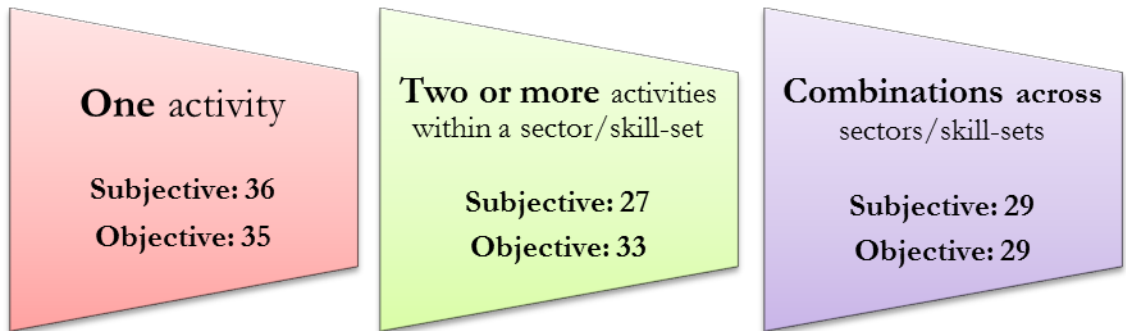 One activity
Subjective: 36
Objective: 35
Two or more activities
within a sector/skill-set
Subjective: 27
Objective: 33
Combinations across
sectors/skill-sets
Subjective: 29
Objective: 29